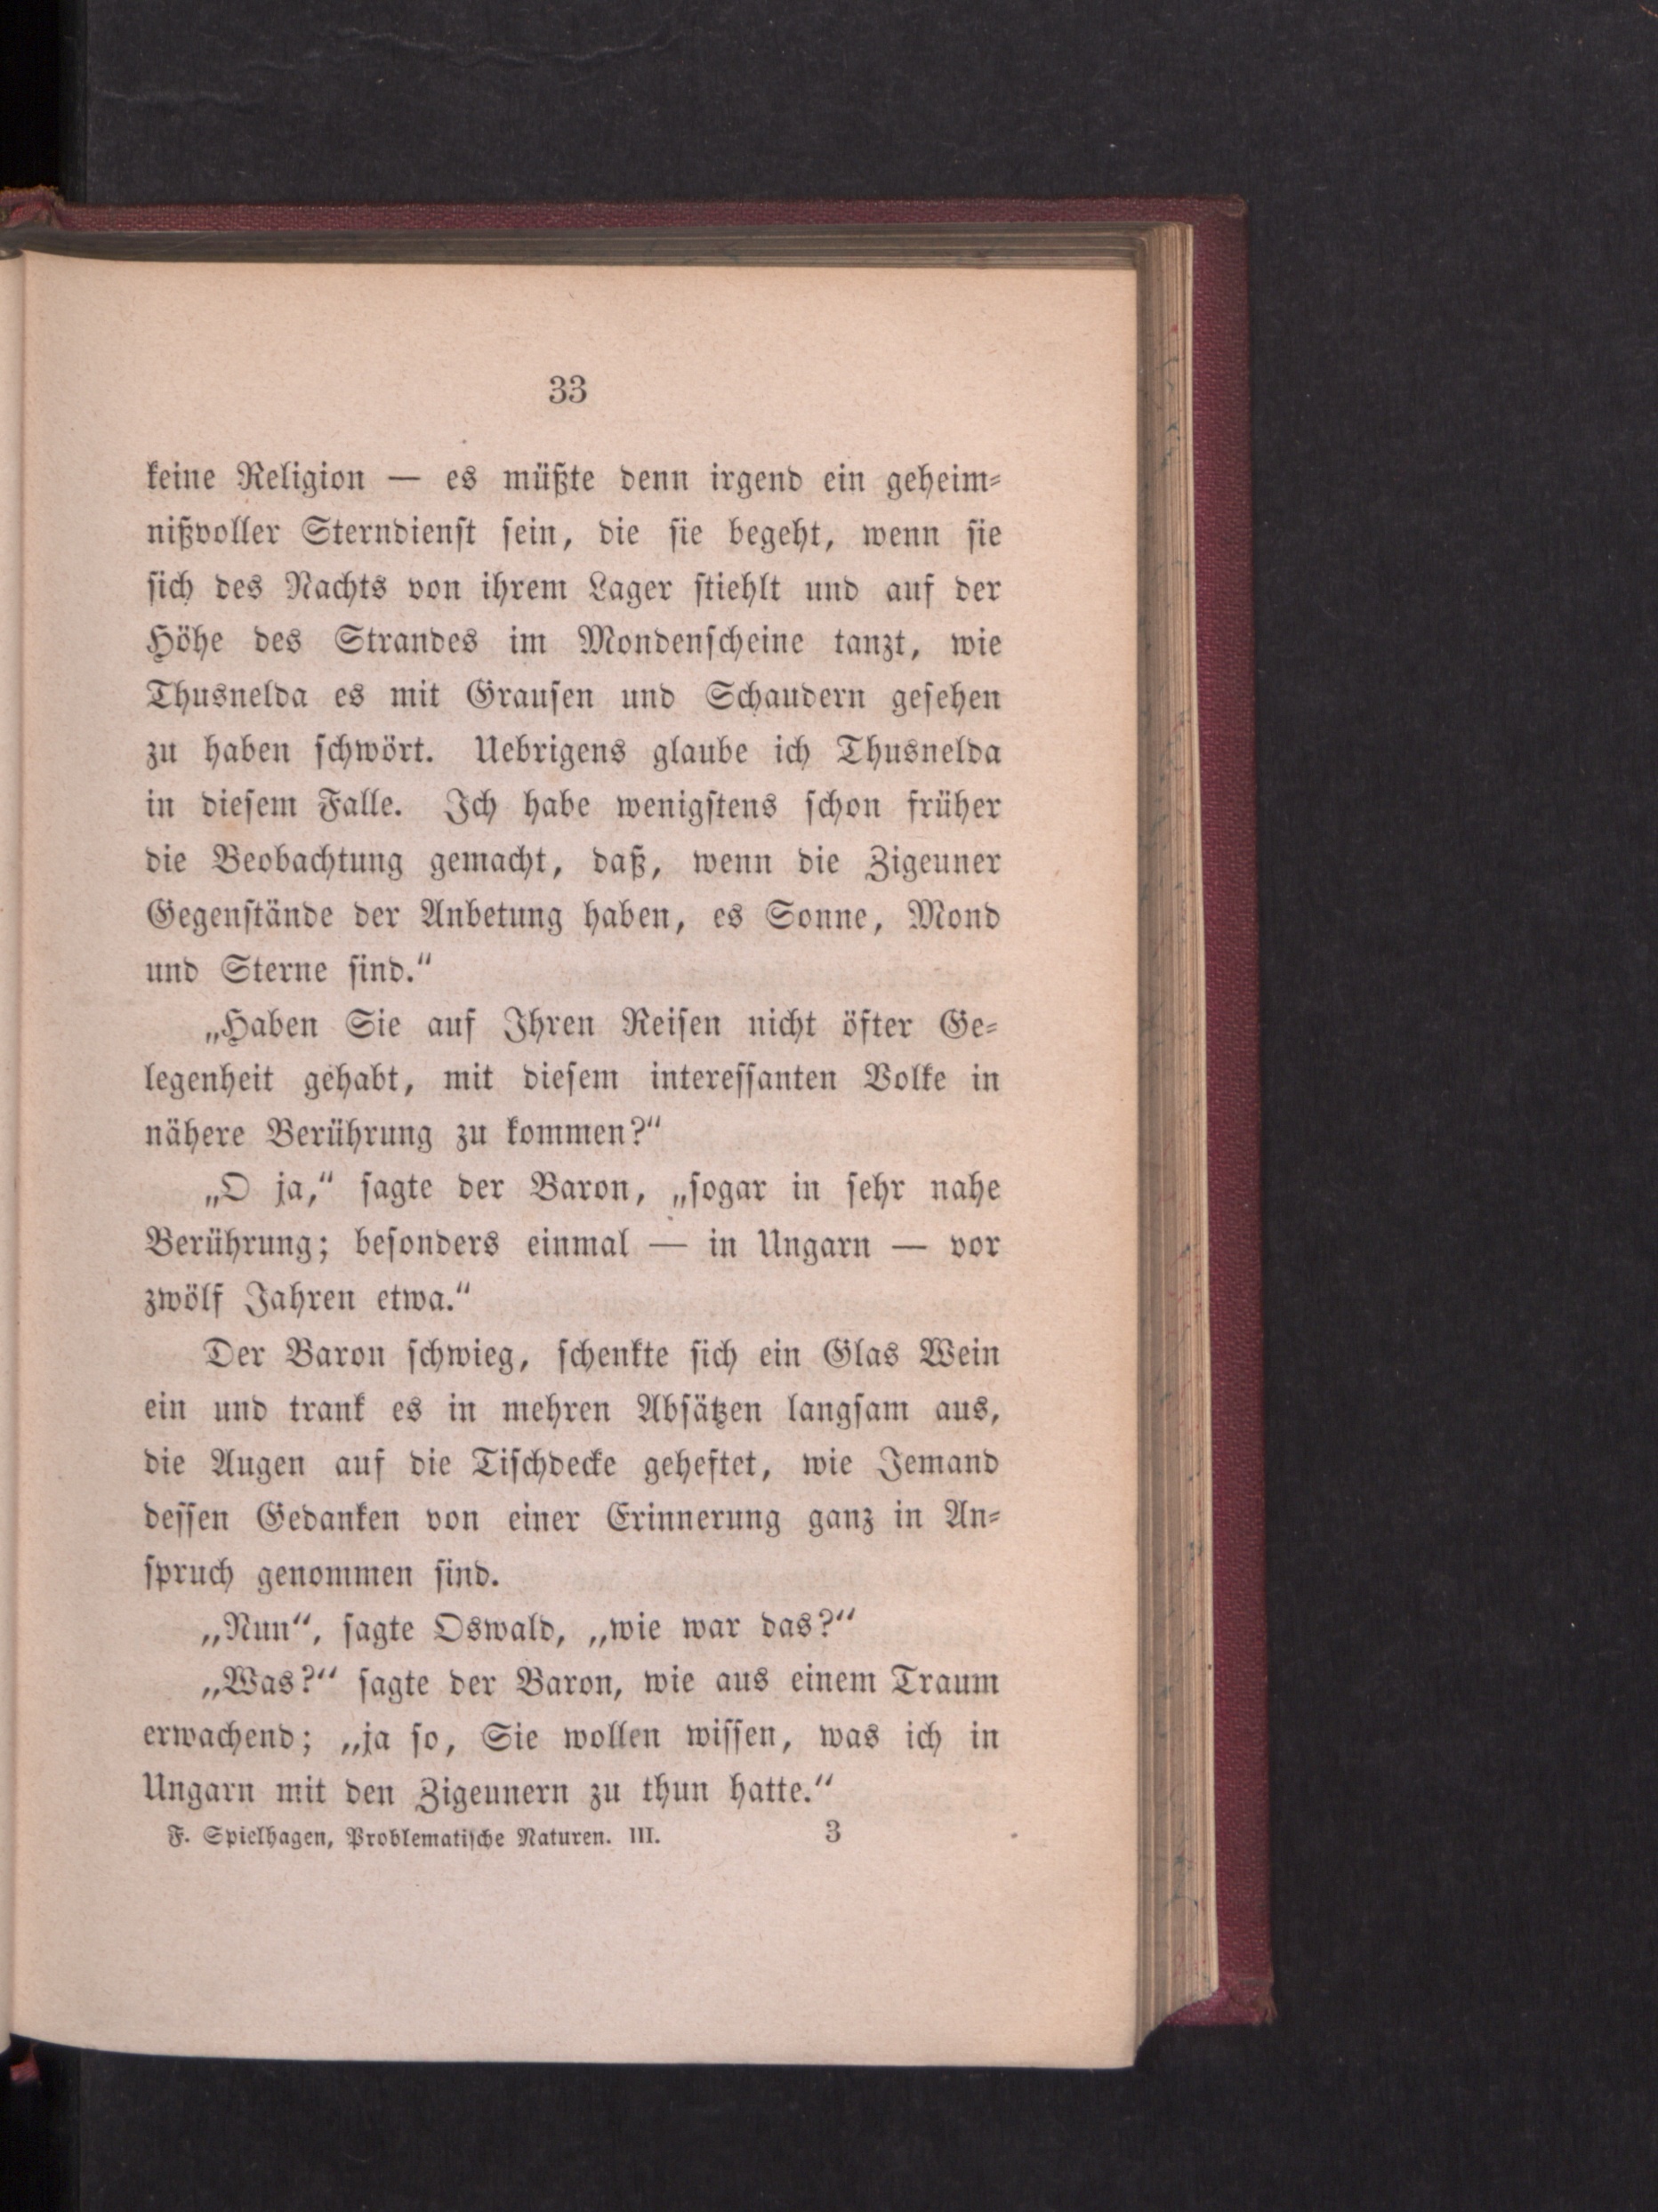 33
keine Religion — es müßte denn irgend ein geheim-
nißvoller Sterndienst sein, die sie begeht, wenn sie
sich des Nachts von ihrem Lager stiehlt und auf der
Höhe des Strandes im Mondenscheine tanzt, wie
Thusnelda es mit Grausen und Schaudern gesehen
zu haben schwört. Uebrigens glaube ich Thusnelda
in diesem Falle. Ich habe wenigstens schon früher
die Beobachtung gemacht, daß, wenn die Zigeuner
Gegenstände der Anbetung haben, es Sonne, Mond
und Sterne sind.“
„Haben Sie auf Ihren Reisen nicht öfter Ge-
legenheit gehabt, mit diesem interessanten Volke in
nähere Berührung zu kommen?“
„O ja,“ sagte der Baron, „sogar in sehr nahe
Berührung; besonders einmal — in Ungarn — vor
zwölf Jahren etwa.“
Der Baron schwieg, schenkte sich ein Glas Wein
ein und trank es in mehren Absätzen langsam aus,
die Augen auf die Tischdecke geheftet, wie Jemand
dessen Gedanken von einer Erinnerung ganz in An-
spruch genommen sind.
„Nun“, sagte Oswald, „wie war das?“
„Was?“ sagte der Baron, wie aus einem Traum
erwachend; „ja so, Sie wollen wissen, was ich in
Ungarn mit den Zigeunern zu thun hatte.“
F. Spielhagen, Problematische Naturen. III. 3